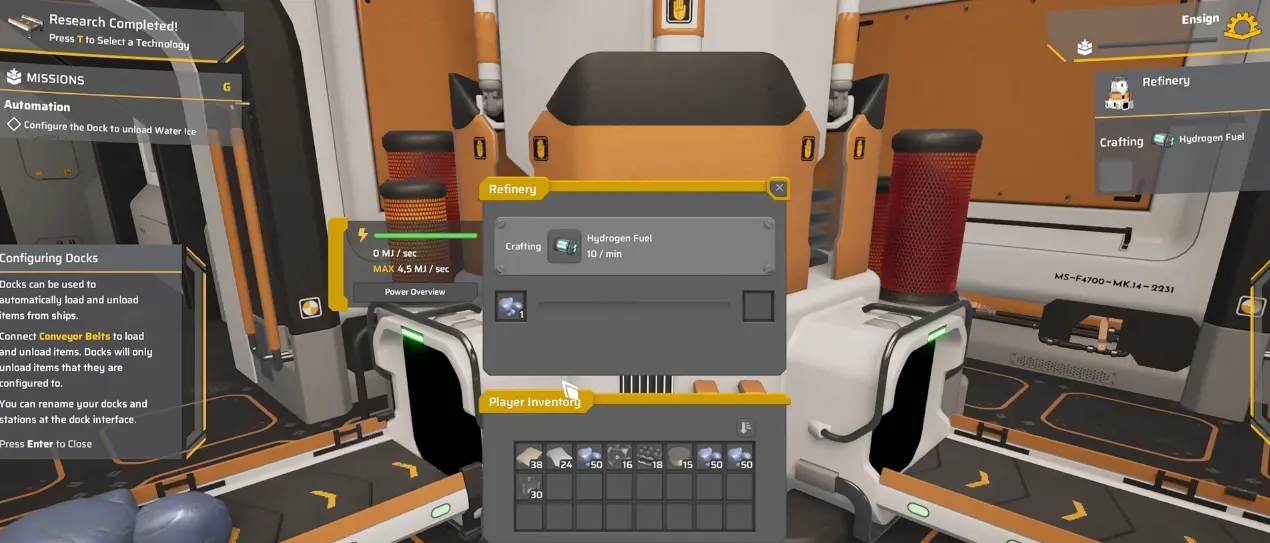 Research Completed!
Press T to Select a Technology
MISSIONS
G
Automation
Configure the Dock to unload Water Ice
Configuring Docks
Docks can be used to
automatically load and unload
items from ships.
Connect Conveyor Belts to load
and unload items. Docks will only
unload items that they are
configured to.
You can rename your docks and
stations at the dock interface.
Press Enter to Close
0 MJ / sec
MAX 4,5 MJ / sec
Power Overview
Refinery
Crafting
Hydrogen Fuel
10 / min
1
Player Inventory
38 24 50 16 18 15 50 50
30
Ensign
Refinery
Crafting
Hydrogen Fuel
MS-F4700-MK.14-2231